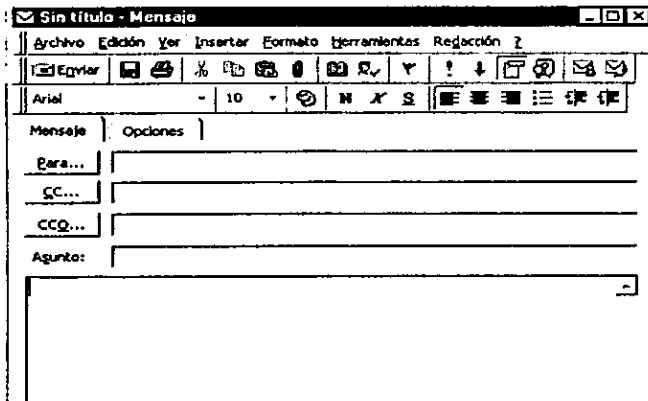 Sin título - Mensaje
Archivo Edición Ver Insertar Formato Herramientas Redacción ?
Enviar
Arial 10 N K S
Mensaje Opciones
Para...
CC...
CCO...
Asunto: